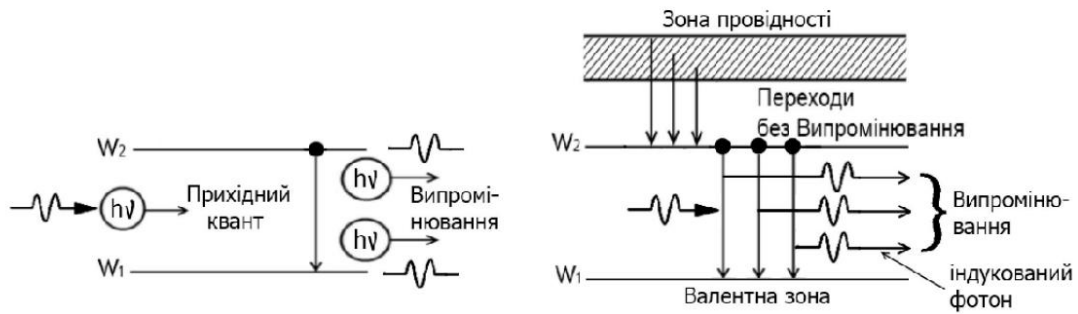 W₂
hν
Прихідний
квант
hν
hν
Випромі-
нювання
W₁
Зона провідності
Переходи
без Випромінювання
W₂
Випроміню-
вання
W₁
Валентна зона
індукований
фотон